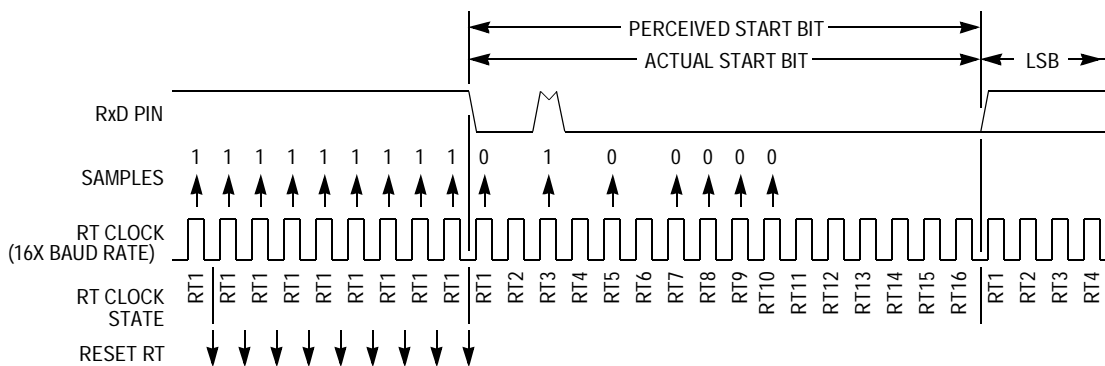 PERCEIVED START BIT
ACTUAL START BIT
LSB
RxD PIN
1 1 1 1 1 1 1 1 1 0 1 0 0 0 0 0
SAMPLES
RT CLOCK
(16X BAUD RATE)
RT1 RT1 RT1 RT1 RT1 RT1 RT1 RT1 RT1 RT1 RT2 RT3 RT4 RT5 RT6 RT7 RT8 RT9 RT10 RT11 RT12 RT13 RT14 RT15 RT16 RT1 RT2 RT3 RT4
RT CLOCK
STATE
RESET RT